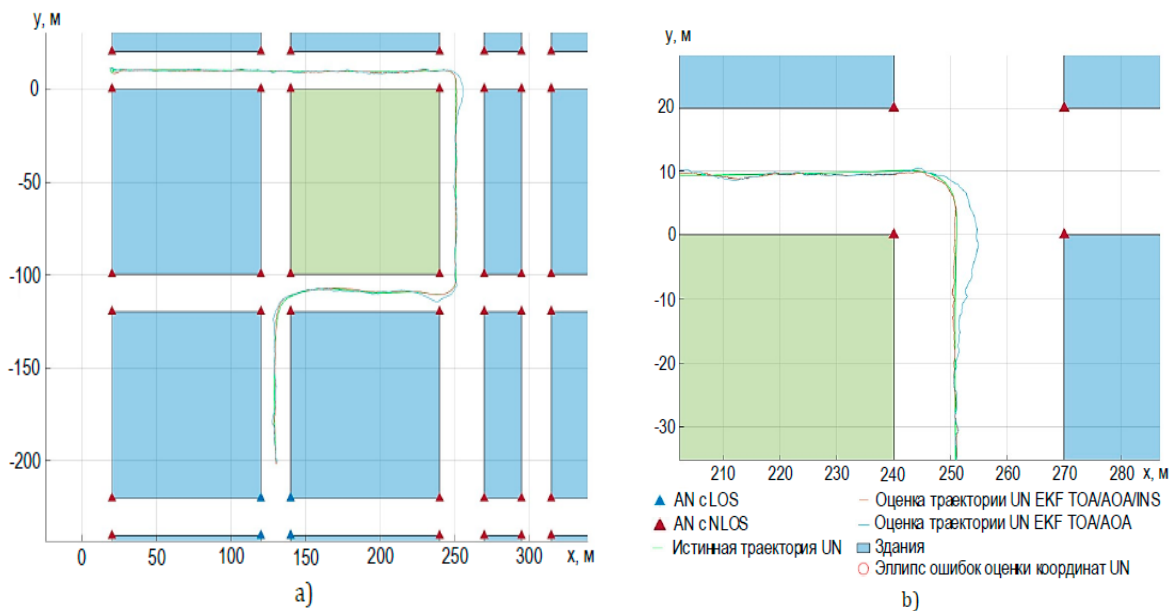 y, м
0
-50
-100
-150
-200
0 50 100 150 200 250 300
x, м
AN с LOS
AN с NLOS
Истинная траектория UN
a)
y, м
20
10
0
-10
-20
-30
210 220 230 240 250 260 270 280
x, м
Оценка траектории UN EKF TOA/AOA/INS
Оценка траектории UN EKF TOA/AOA
Здания
Эллипс ошибок оценки координат UN
b)